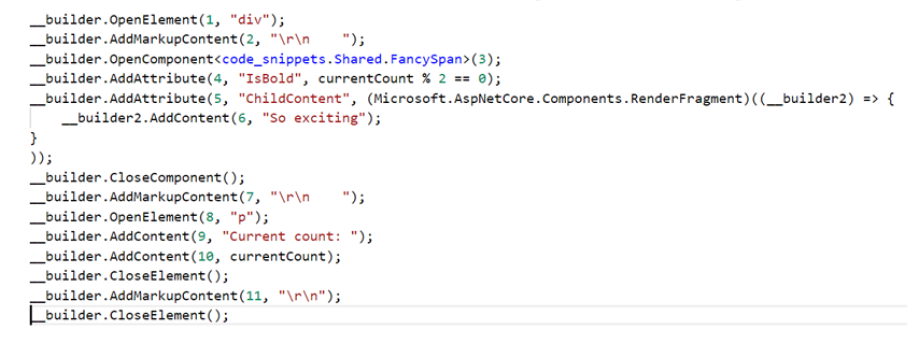 __builder.OpenElement(1, "div");
__builder.AddMarkupContent(2, "\r\n    ");
__builder.OpenComponent<code_snippets.Shared.FancySpan>(3);
__builder.AddAttribute(4, "IsBold", currentCount % 2 == 0);
__builder.AddAttribute(5, "ChildContent", (Microsoft.AspNetCore.Components.RenderFragment)((__builder2) => {
    __builder2.AddContent(6, "So exciting");
}
));
__builder.CloseComponent();
__builder.AddMarkupContent(7, "\r\n    ");
__builder.OpenElement(8, "p");
__builder.AddContent(9, "Current count: ");
__builder.AddContent(10, currentCount);
__builder.CloseElement();
__builder.AddMarkupContent(11, "\r\n");
__builder.CloseElement();